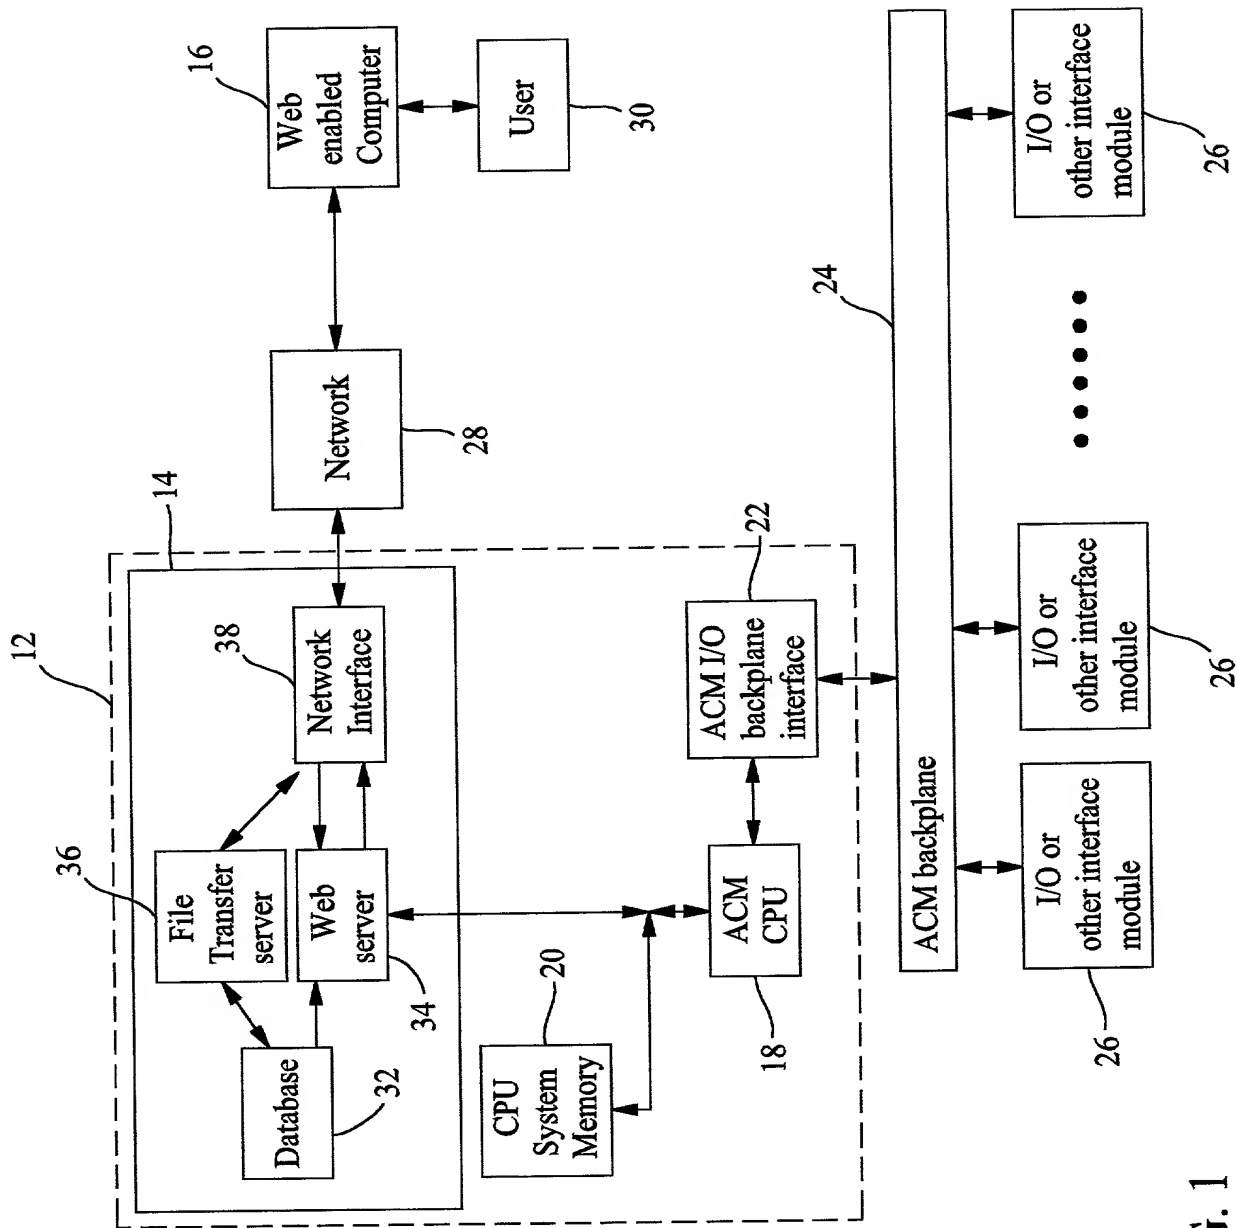 12
14
36
File
Transfer
server
38
Network
Interface
Database
32
Web
server
34
20
CPU
System
Memory
18
ACM
CPU
22
ACM I/O
backplane
interface
28
Network
16
Web
enabled
Computer
User
30
24
ACM backplane
I/O or
other interface
module
26
I/O or
other interface
module
26
I/O or
other interface
module
26
G. 1